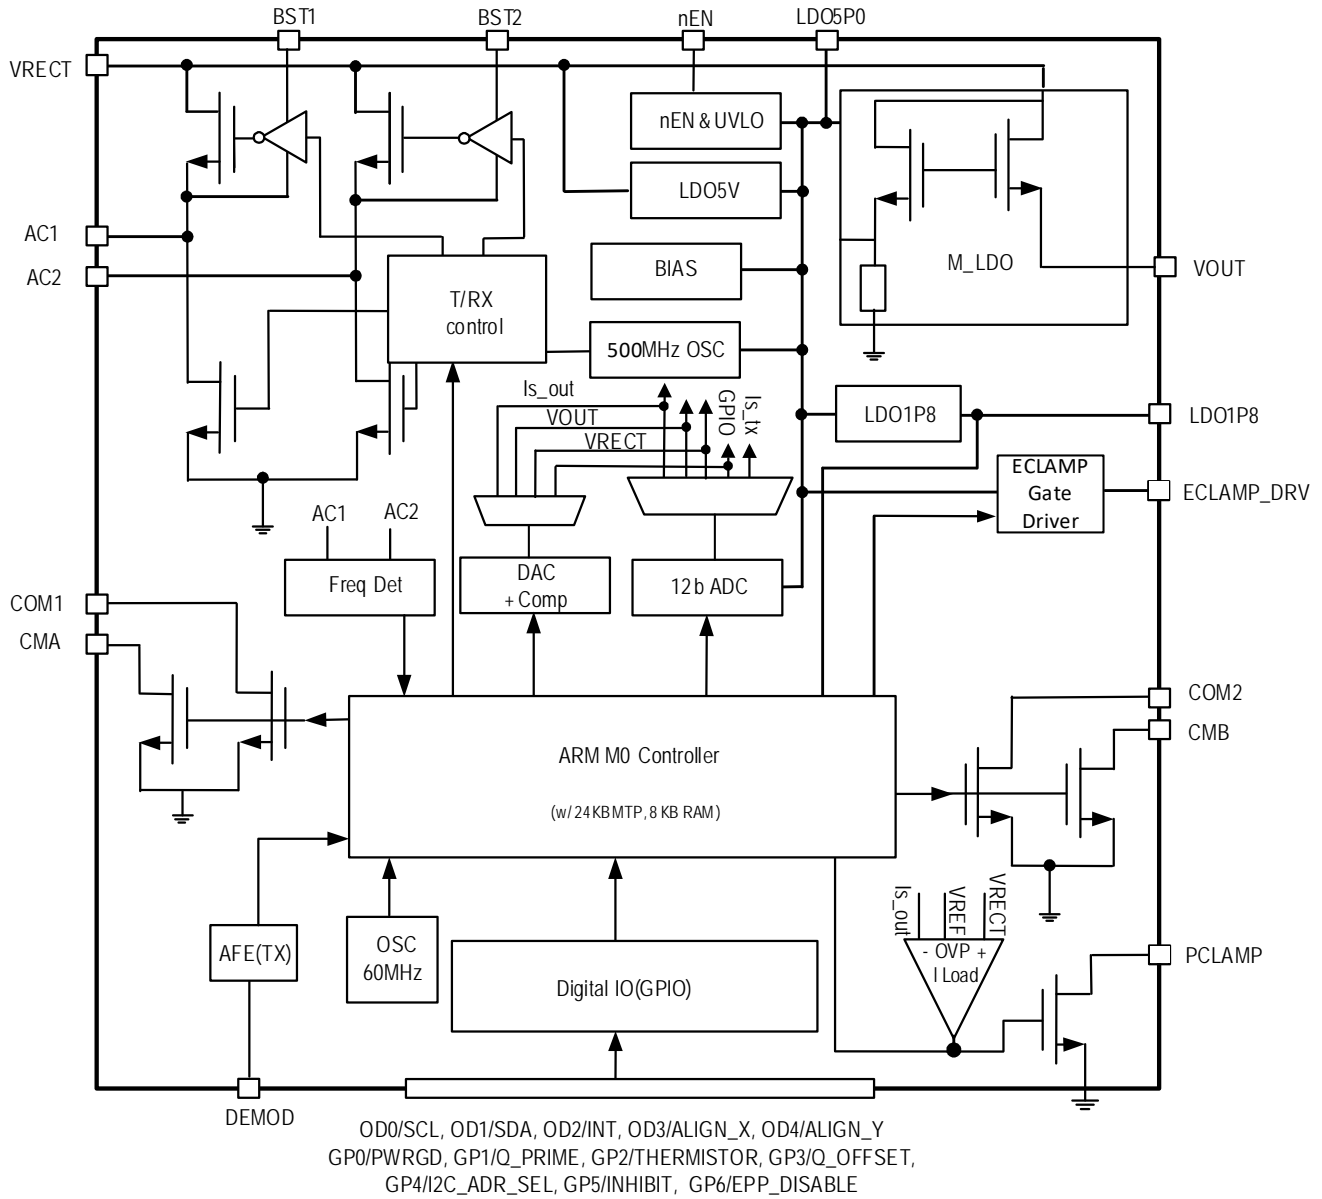 BST1
BST2
nEN
LDO5P0
VRECT
nEN & UVLO
LDO5V
AC1
AC2
BIAS
M_LDO
VOUT
T/RX
control
500MHz OSC
Is_out
VOUT
VRECT
GPIO
Is_tx
LDO1P8
LDO1P8
ECLAMP
Gate
Driver
ECLAMP_DRV
AC1
AC2
Freq Det
DAC
+ Comp
12b ADC
COM1
CMA
COM2
CMB
ARM M0 Controller
(w/ 24KB MTP, 8 KB RAM)
Is_out
VREF
VRECT
- OVP +
I Load
PCLAMP
AFE(TX)
OSC
60MHz
Digital IO(GPIO)
DEMOD
OD0/SCL, OD1/SDA, OD2/INT, OD3/ALIGN_X, OD4/ALIGN_Y
GP0/PWRGD, GP1/Q_PRIME, GP2/THERMISTOR, GP3/Q_OFFSET,
GP4/I2C_ADR_SEL, GP5/INHIBIT, GP6/EPP_DISABLE